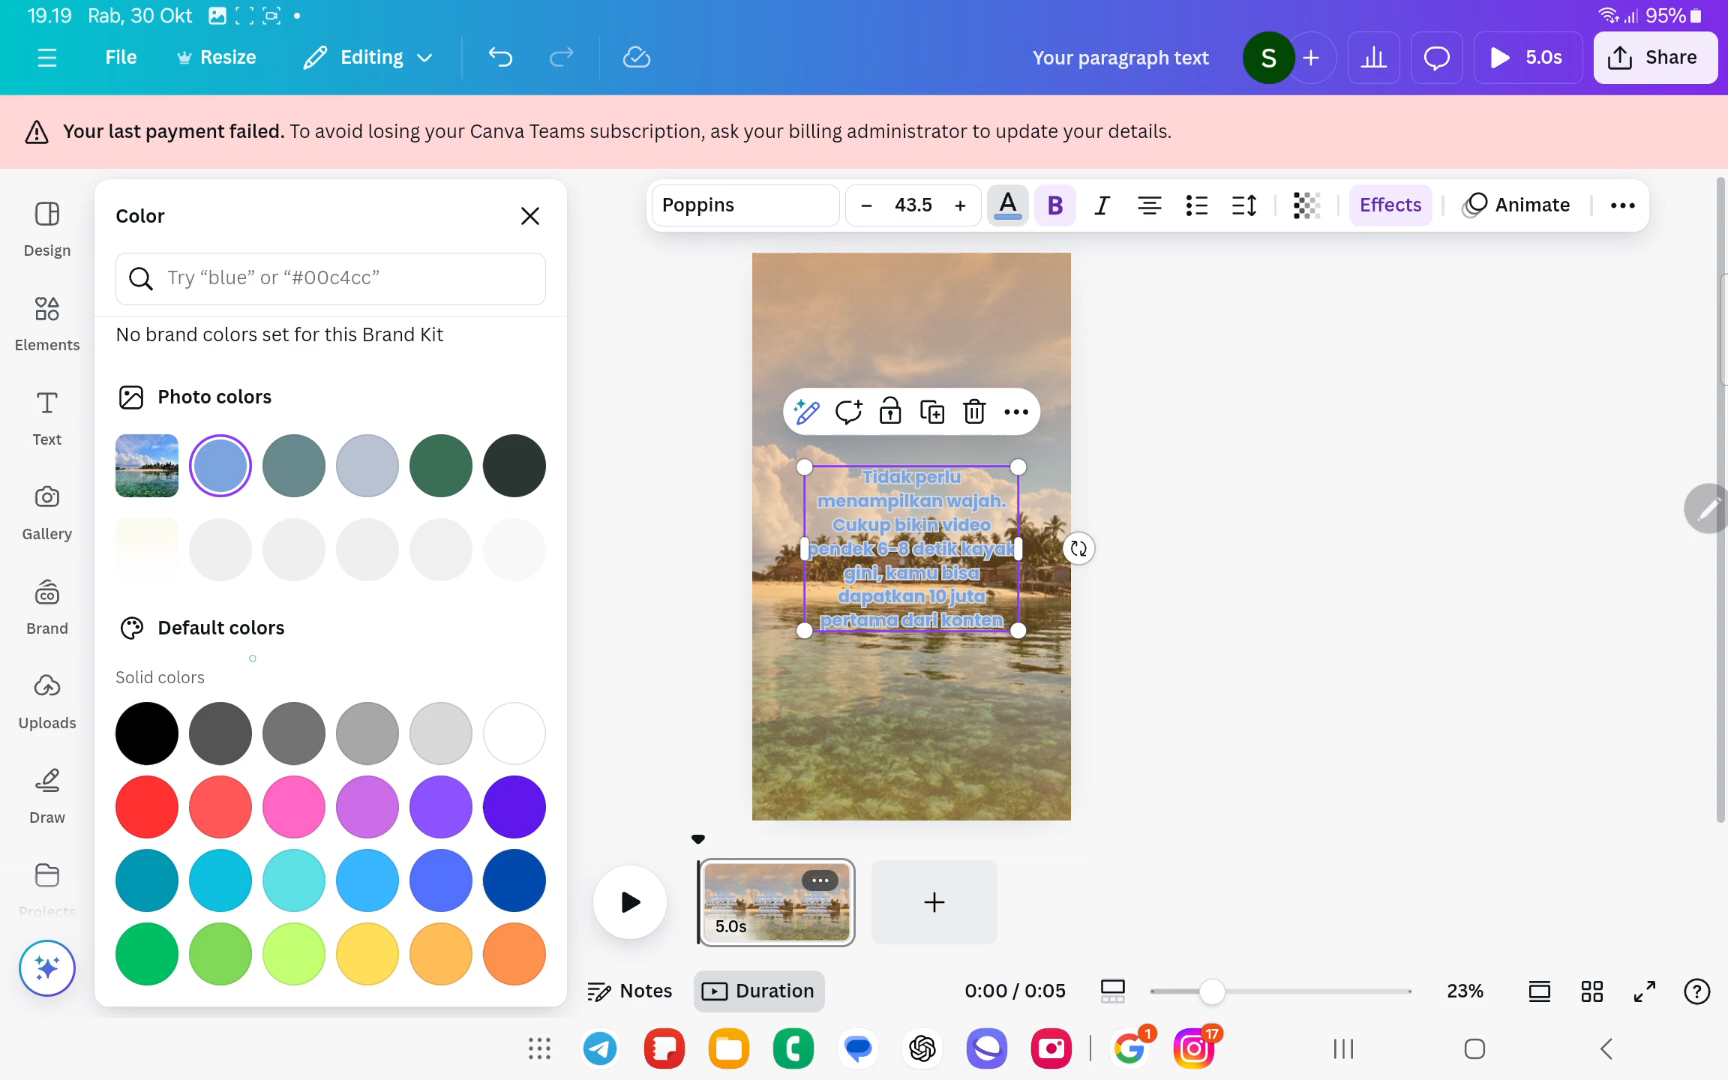 19.19 Rab, 30 Okt
95%
File
Resize
Editing
Your paragraph text
S
5.0s
Share
Your last payment failed. To avoid losing your Canva Teams subscription, ask your billing administrator to update your details.
Design
Elements
Text
Gallery
Brand
Uploads
Draw
Projects
Color
Try “blue” or “#00c4cc”
No brand colors set for this Brand Kit
Photo colors
Default colors
Solid colors
Poppins
– 43.5 +
A
B
I
Effects
Animate
Tidak perlu
menampilkan wajah.
Cukup bikin video
pendek 6-8 detik kayak
gini, kamu bisa
dapatkan 10 juta
pertama dari konten
5.0s
Notes
Duration
0:00 / 0:05
23%
1
17